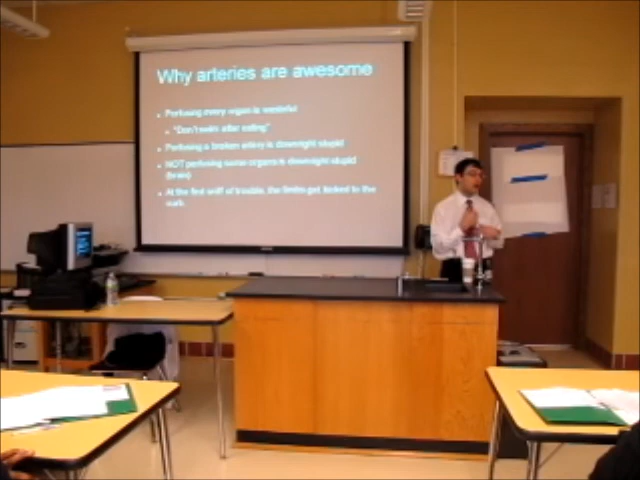 Why arteries are awesome
Perfusing every organ is wasteful
"Don't swim after eating"
Perfusing a broken artery is downright stupid
NOT perfusing some organs is downright stupid
(brain)
At the first sniff of trouble, the limbs get kicked to the
curb.